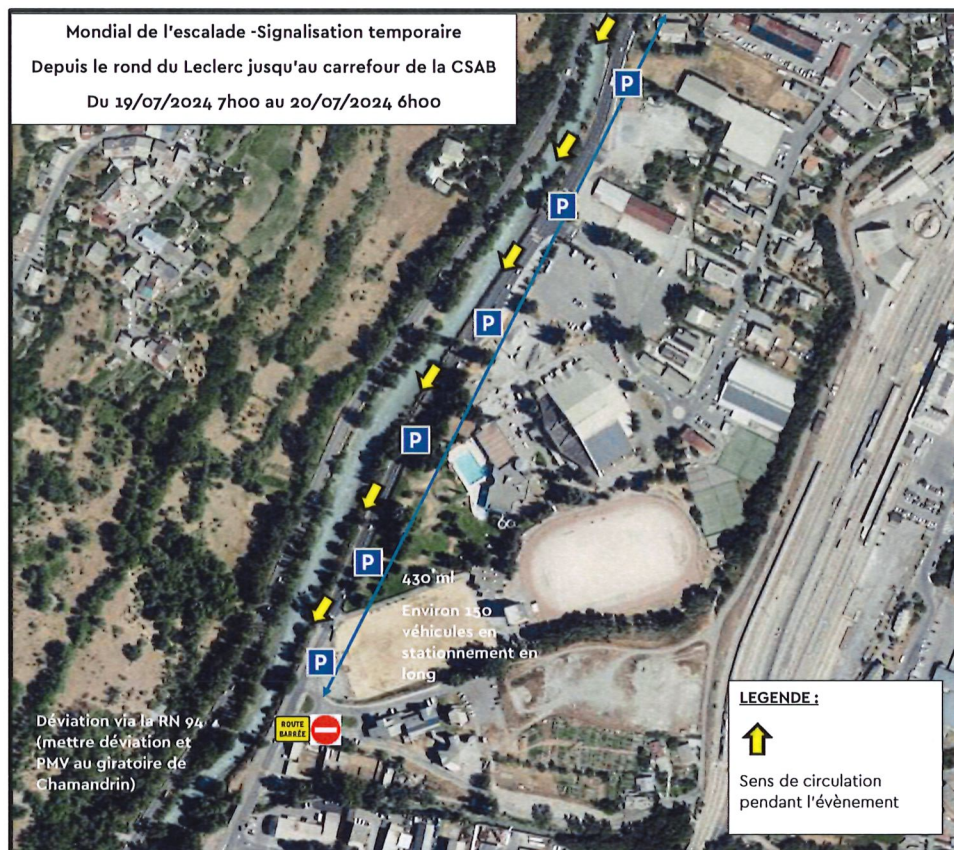 Mondial de l'escalade -Signalisation temporaire
Depuis le rond du Leclerc jusqu'au carrefour de la CSAB
Du 19/07/2024 7h00 au 20/07/2024 6h00
P
P
P
P
P
430 ml
Environ 150
véhicules en
stationnement en
long
P
Déviation via la RN 94
(mettre déviation et
PMV au giratoire de
Chamandrin)
ROUTE
BARRÉE
LEGENDE :
Sens de circulation
pendant l'évènement